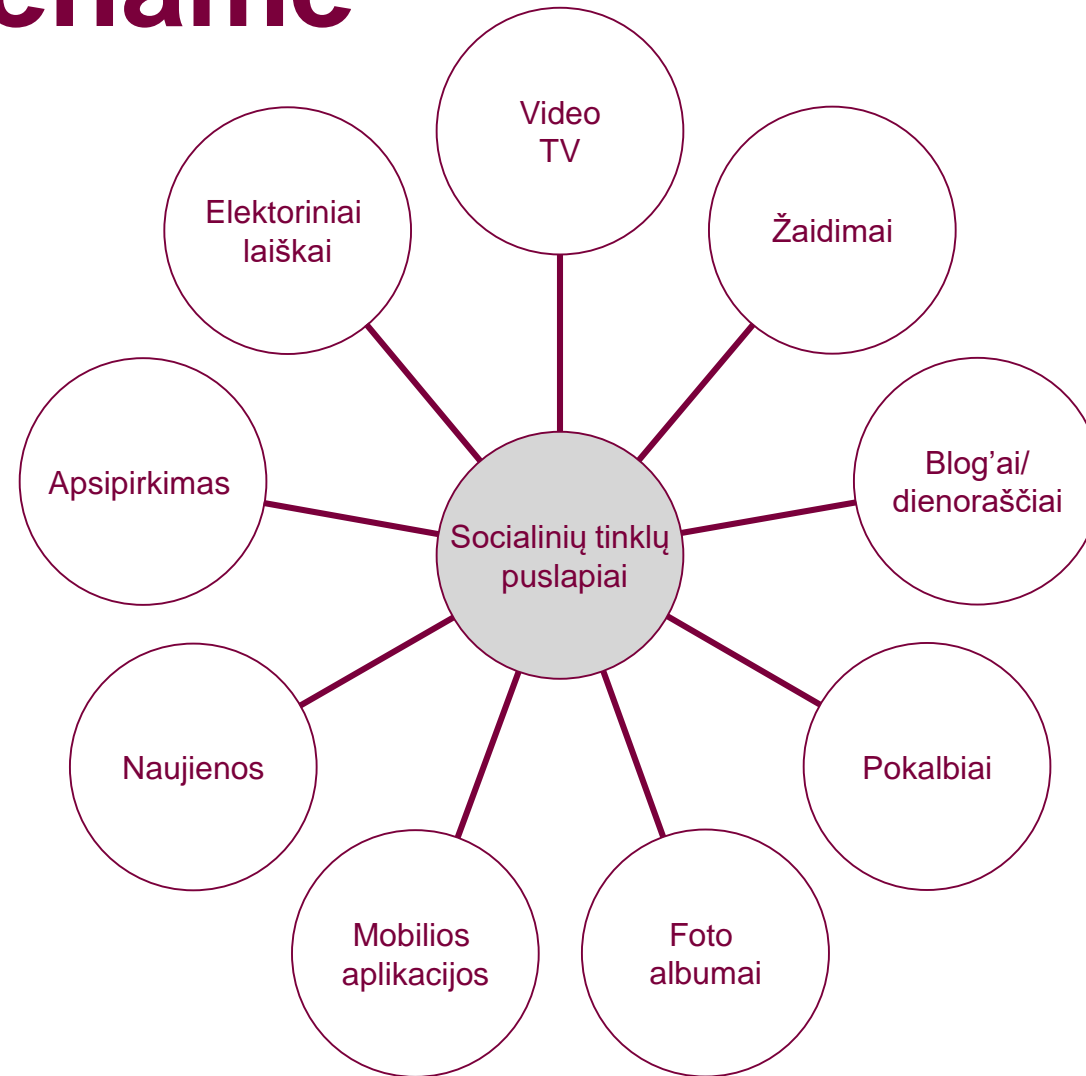 Video
TV
Žaidimai
Blog’ai/
dienoraščiai
Pokalbiai
Foto
albumai
Mobilios
aplikacijos
Naujienos
Apsipirkimas
Elektoriniai
laiškai
Socialinių tinklų
puslapiai